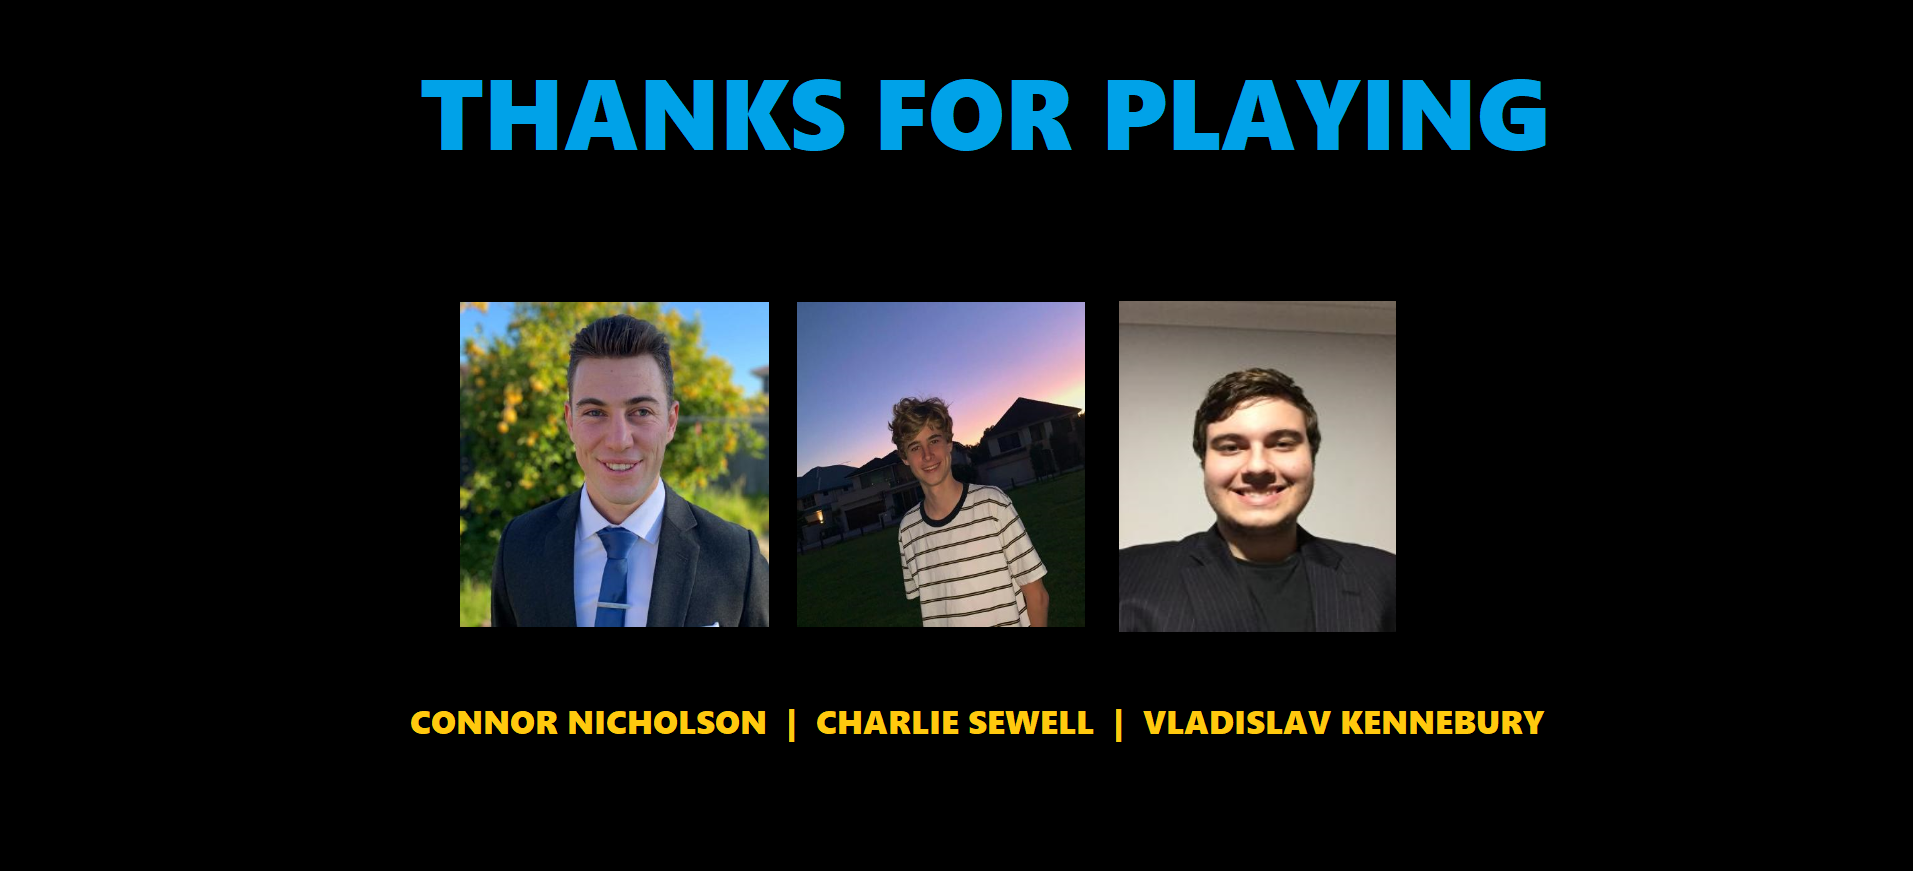 THANKS FOR PLAYING
CONNOR NICHOLSON | CHARLIE SEWELL | VLADISLAV KENNEBURY